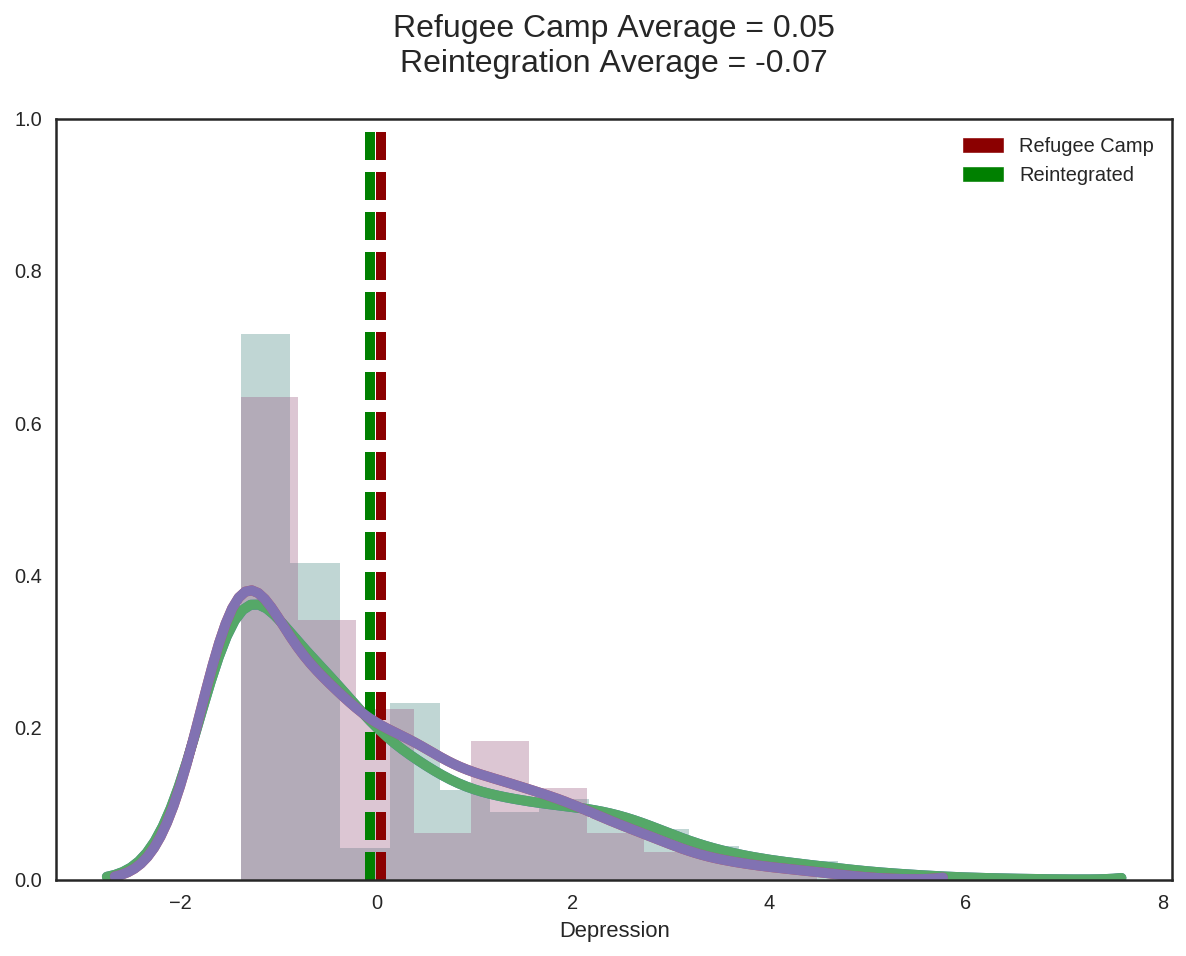 Refugee Camp Average = 0.05
Reintegration Average = -0.07
1.0
0.8
0.6
0.4
0.2
0.0
Refugee Camp
Reintegrated
−2
0
2
4
6
8
Depression